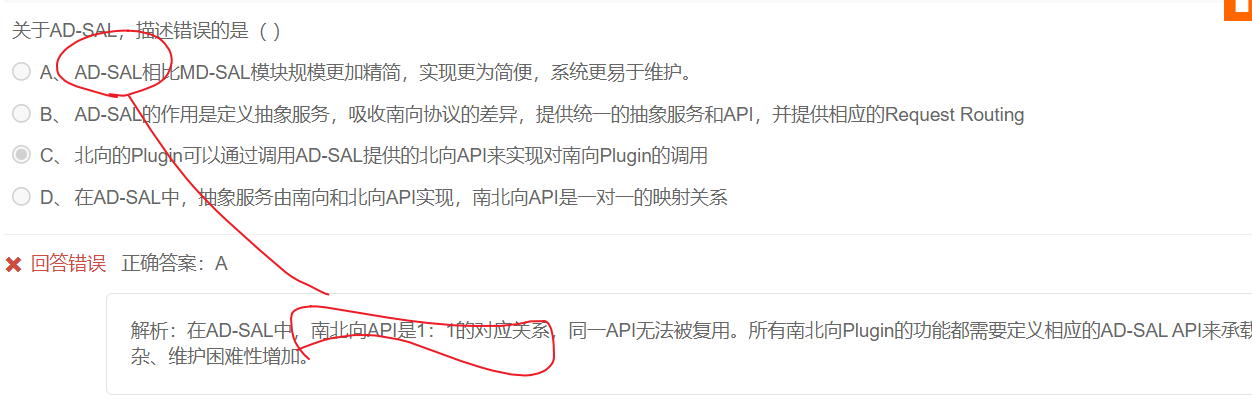 关于AD-SAL，描述错误的是（ ）
A、 AD-SAL相比MD-SAL模块规模更加精简，实现更为简便，系统更易于维护。
B、 AD-SAL的作用是定义抽象服务，吸收南向协议的差异，提供统一的抽象服务和API，并提供相应的Request Routing
C、 北向的Plugin可以通过调用AD-SAL提供的北向API来实现对南向Plugin的调用
D、 在AD-SAL中，抽象服务由南向和北向API实现，南北向API是一对一的映射关系
回答错误 正确答案：A
解析：在AD-SAL中，南北向API是1：1的对应关系，同一API无法被复用。所有南北向Plugin的功能都需要定义相应的AD-SAL API来承载
杂、维护困难性增加。